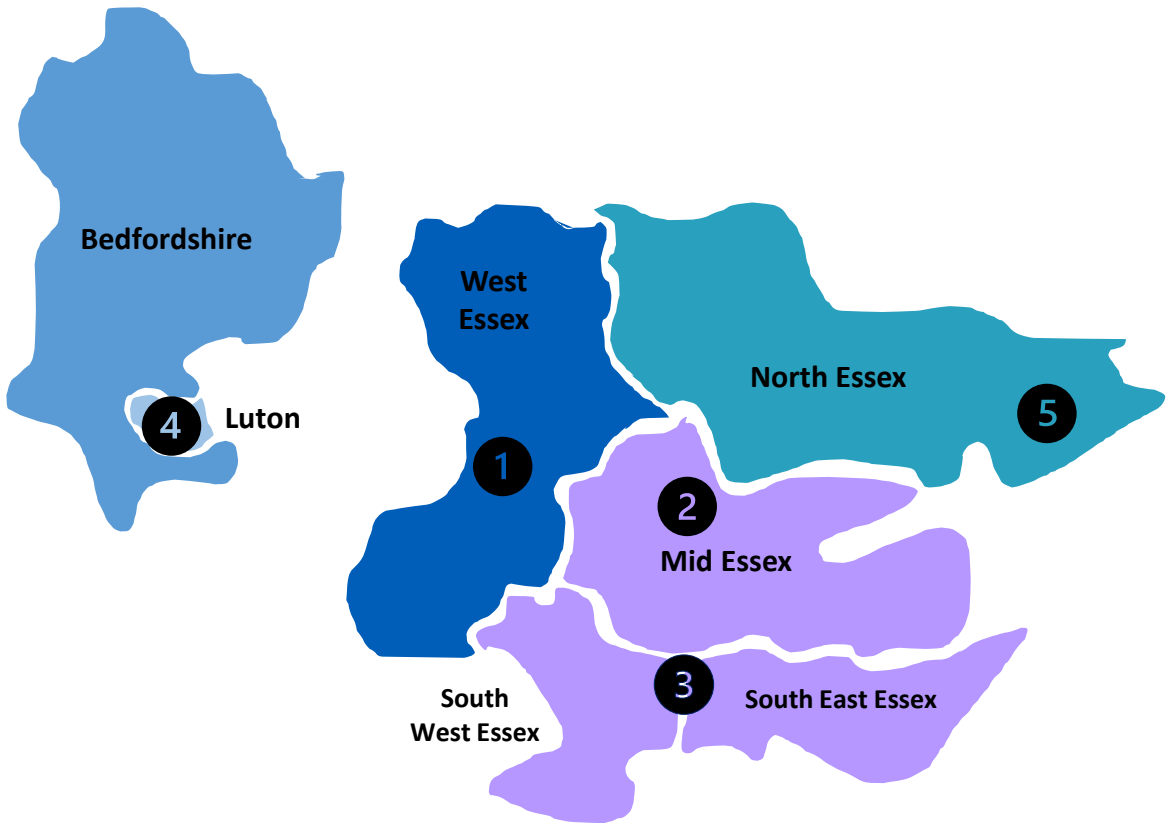 Bedfordshire
West
Essex
North Essex
5
4
Luton
1
2
Mid Essex
3
South
West Essex
South East Essex